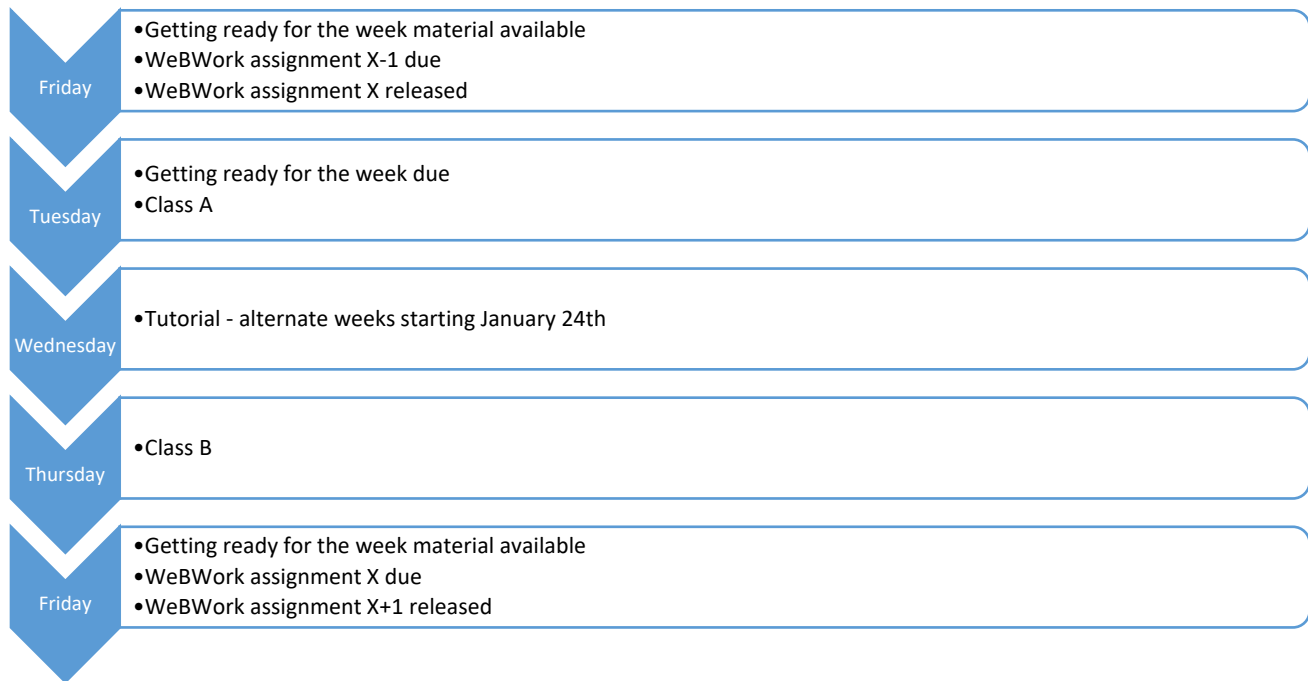 •Getting ready for the week material available
•WeBWork assignment X-1 due
Friday
•WeBWork assignment X released
•Getting ready for the week due
Tuesday
•Class A
•Tutorial - alternate weeks starting January 24th
Wednesday
•Class B
Thursday
•Getting ready for the week material available
•WeBWork assignment X due
Friday
•WeBWork assignment X+1 released